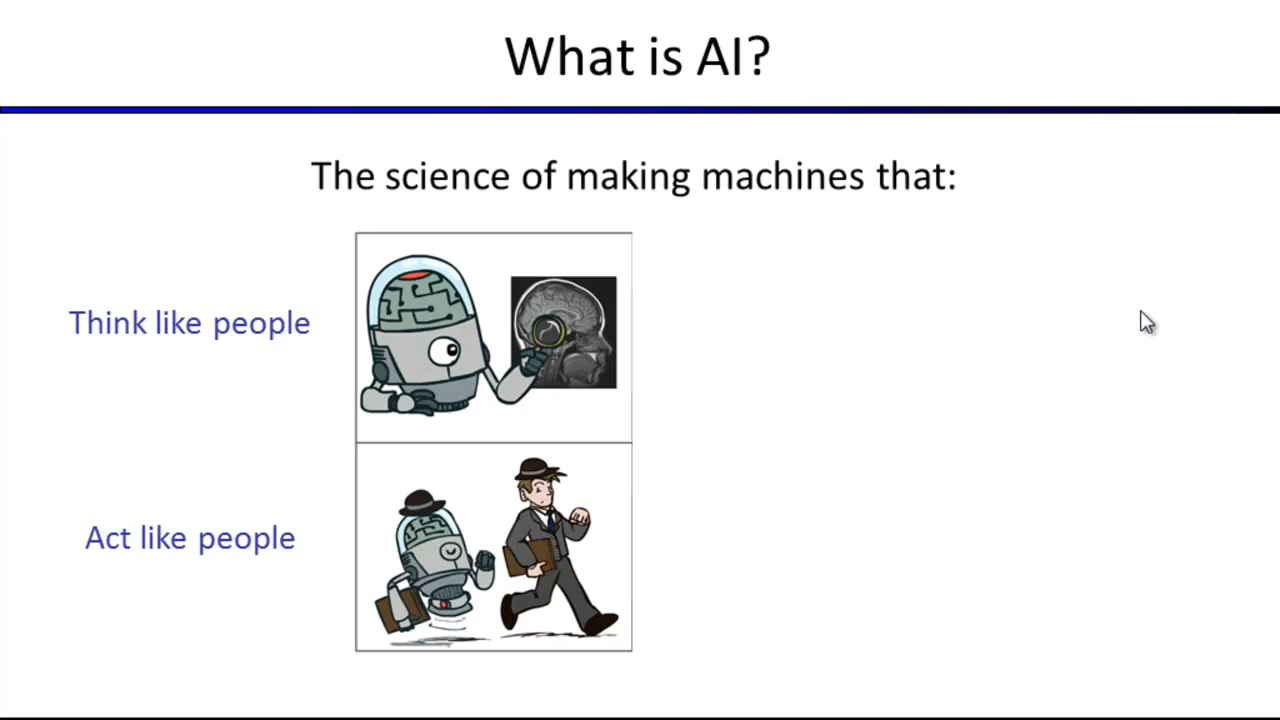 What is AI?
The science of making machines that:
Think like people
Act like people